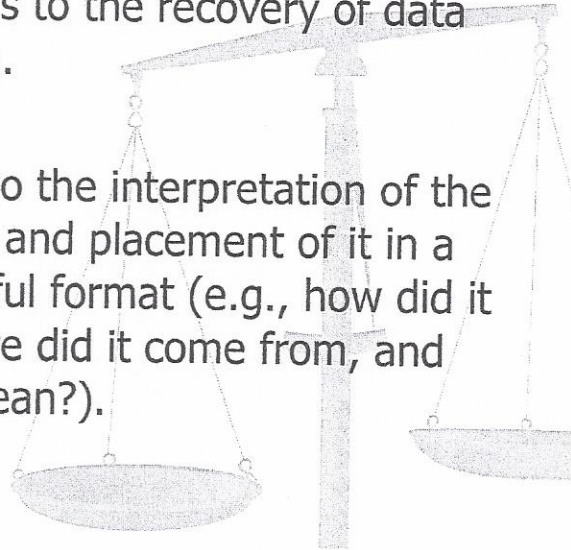 s to the recovery of data
.
o the interpretation of the
and placement of it in a
ful format (e.g., how did it
e did it come from, and
ean?).